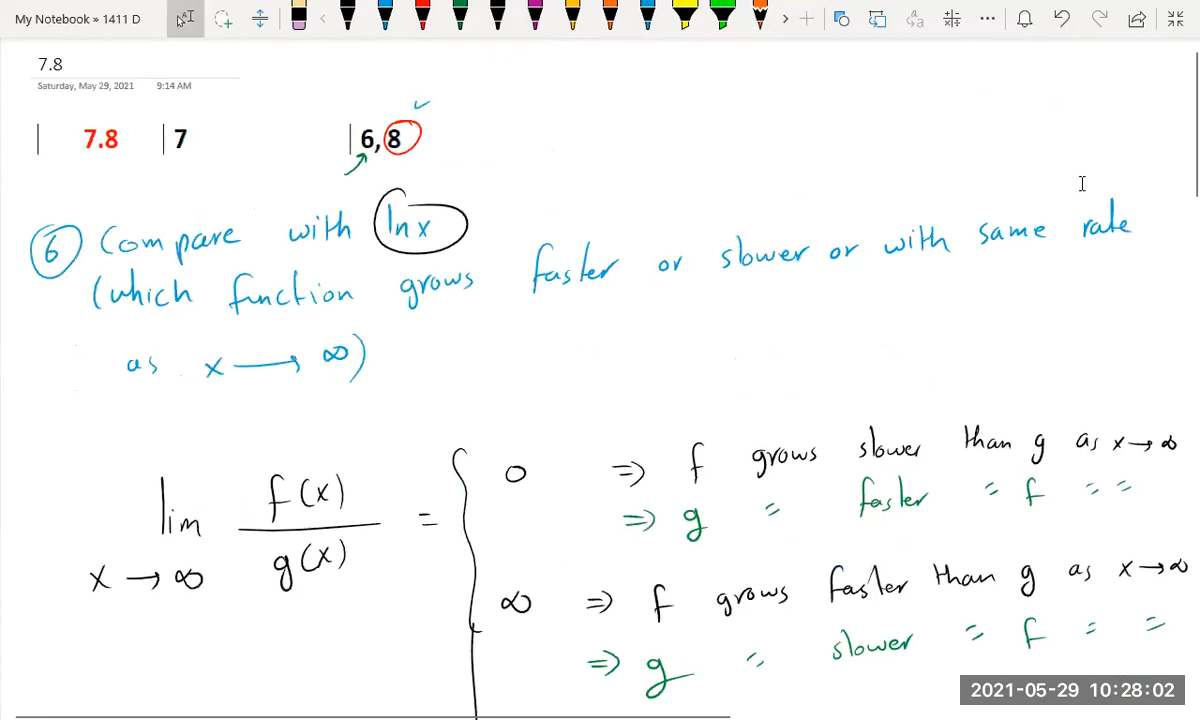 My Notebook » 1411 D
7.8
Saturday, May 29, 2021 9:14 AM
| 7.8 | 7 | 6, 8
6 Compare with ln x
(which function grows faster or slower or with same rate
as x → ∞)
lim x → ∞ f(x) / g(x) =
0 ⇒ f grows slower than g as x → ∞
⇒ g = faster = f = =
∞ ⇒ f grows faster than g as x → ∞
⇒ g = slower = f = =
2021-05-29 10:28:02